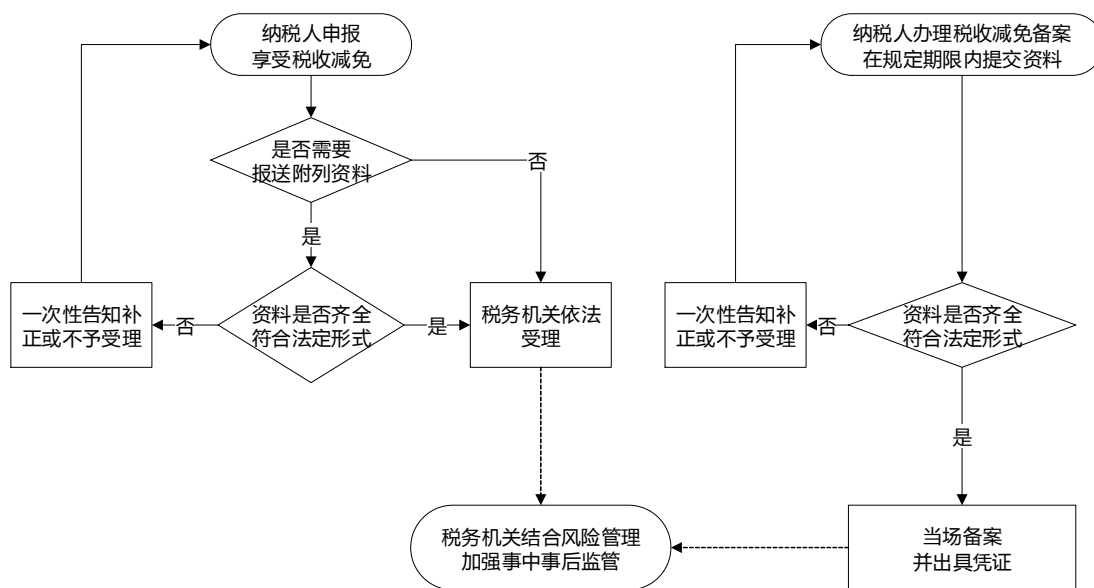 纳税人申报
享受税收减免
是否需要
报送附列资料
否
是
一次性告知补
正或不予受理
否
资料是否齐全
符合法定形式
是
税务机关依法
受理
纳税人办理税收减免备案
在规定期限内提交资料
一次性告知补
正或不予受理
否
资料是否齐全
符合法定形式
是
当场备案
并出具凭证
税务机关结合风险管理
加强事中事后监管